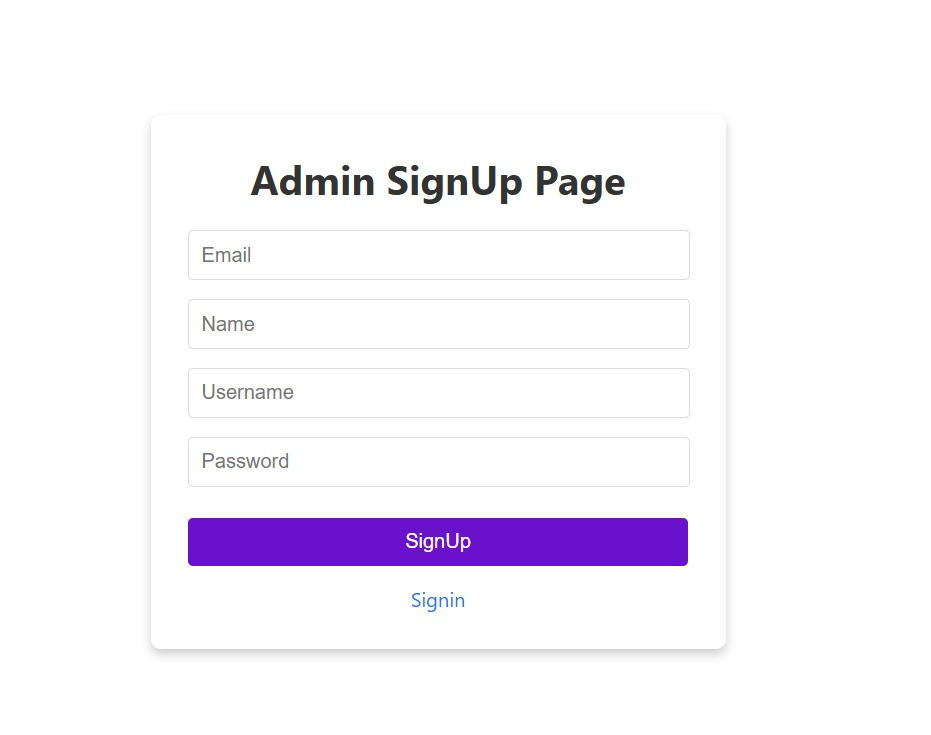 Admin SignUp Page
Email
Name
Username
Password
SignUp
Signin